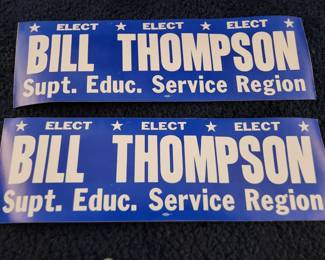 ★ ELECT ★ ELECT ★ ELECT ★
BILL THOMPSON
Supt. Educ. Service Region
★ ELECT ★ ELECT ★ ELECT ★
BILL THOMPSON
Supt. Educ. Service Region